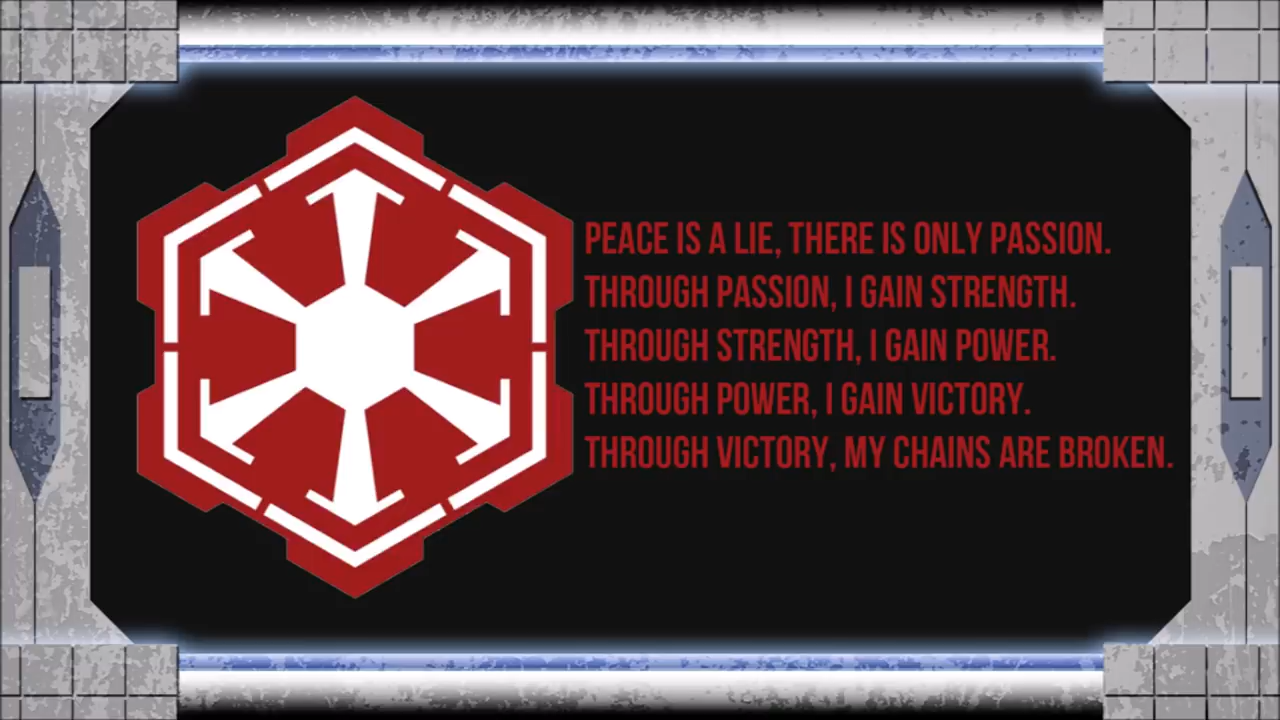 PEACE IS A LIE, THERE IS ONLY PASSION.
THROUGH PASSION, I GAIN STRENGTH.
THROUGH STRENGTH, I GAIN POWER.
THROUGH POWER, I GAIN VICTORY.
THROUGH VICTORY, MY CHAINS ARE BROKEN.